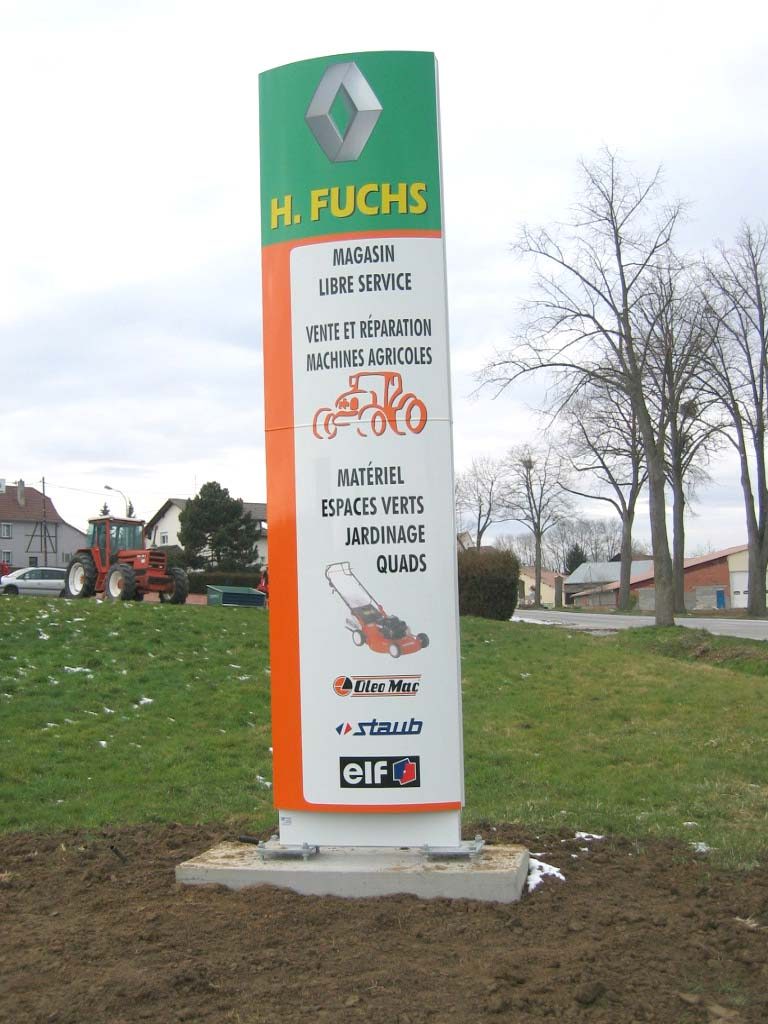 H. FUCHS
MAGASIN
LIBRE SERVICE
VENTE ET RÉPARATION
MACHINES AGRICOLES
MATÉRIEL
ESPACES VERTS
JARDINAGE
QUADS
Oleo Mac
staub
elf